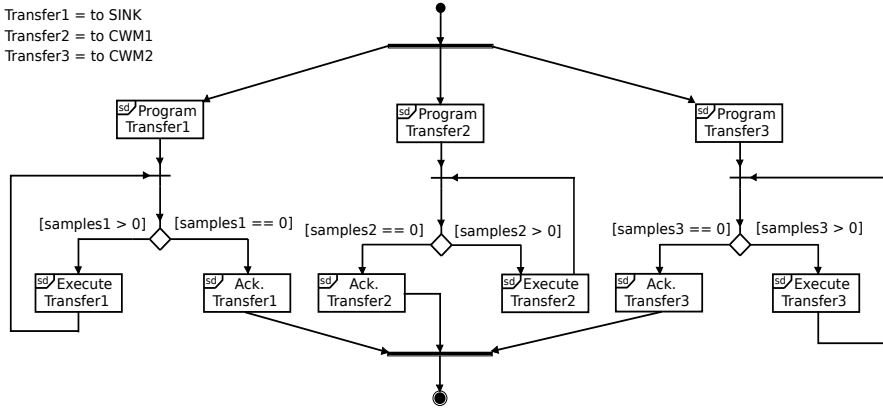 Transfer1 = to SINK
Transfer2 = to CWM1
Transfer3 = to CWM2
sd Program
Transfer1
sd Program
Transfer2
sd Program
Transfer3
[samples1 > 0]
[samples1 == 0]
[samples2 == 0]
[samples2 > 0]
[samples3 == 0]
[samples3 > 0]
sd Execute
Transfer1
sd Ack.
Transfer1
sd Ack.
Transfer2
sd Execute
Transfer2
sd Ack.
Transfer3
sd Execute
Transfer3